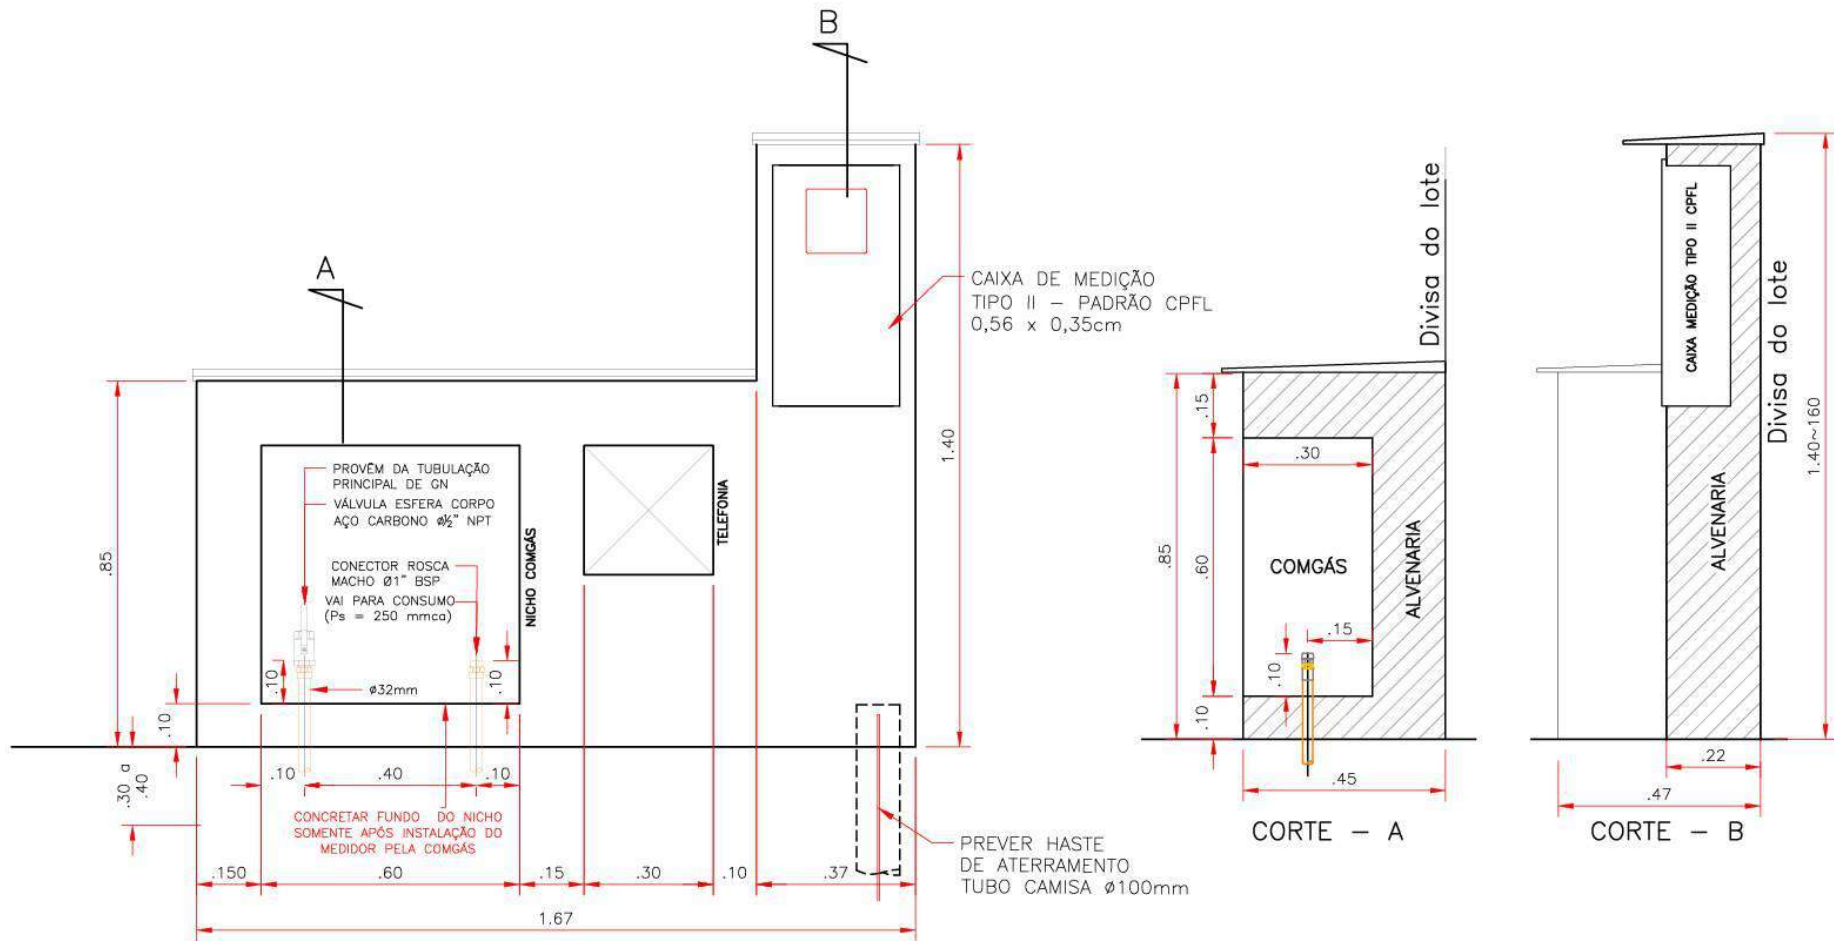 B
A
CAIXA DE MEDIÇÃO
TIPO II – PADRÃO CPFL
0,56 x 0,35cm
1.40
.85
PROVÊM DA TUBULAÇÃO
PRINCIPAL DE GN
VÁLVULA ESFERA CORPO
AÇO CARBONO ø½" NPT
CONECTOR ROSCA
MACHO Ø1" BSP
VAI PARA CONSUMO
(Ps = 250 mmca)
NICHO COMGÁS
TELEFONIA
.10
ø32mm
.10
.10
.30 a
.40
.10
.40
.10
CONCRETAR FUNDO DO NICHO
SOMENTE APÓS INSTALAÇÃO DO
MEDIDOR PELA COMGÁS
PREVER HASTE
DE ATERRAMENTO
TUBO CAMISA ø100mm
.150
.60
.15
.30
.10
.37
1.67
Divisa do lote
.15
.30
.85
.60
COMGÁS
ALVENARIA
.15
.10
.10
.45
CORTE – A
CAIXA MEDIÇÃO TIPO II CPFL
Divisa do lote
1.40~160
ALVENARIA
.22
.47
CORTE – B